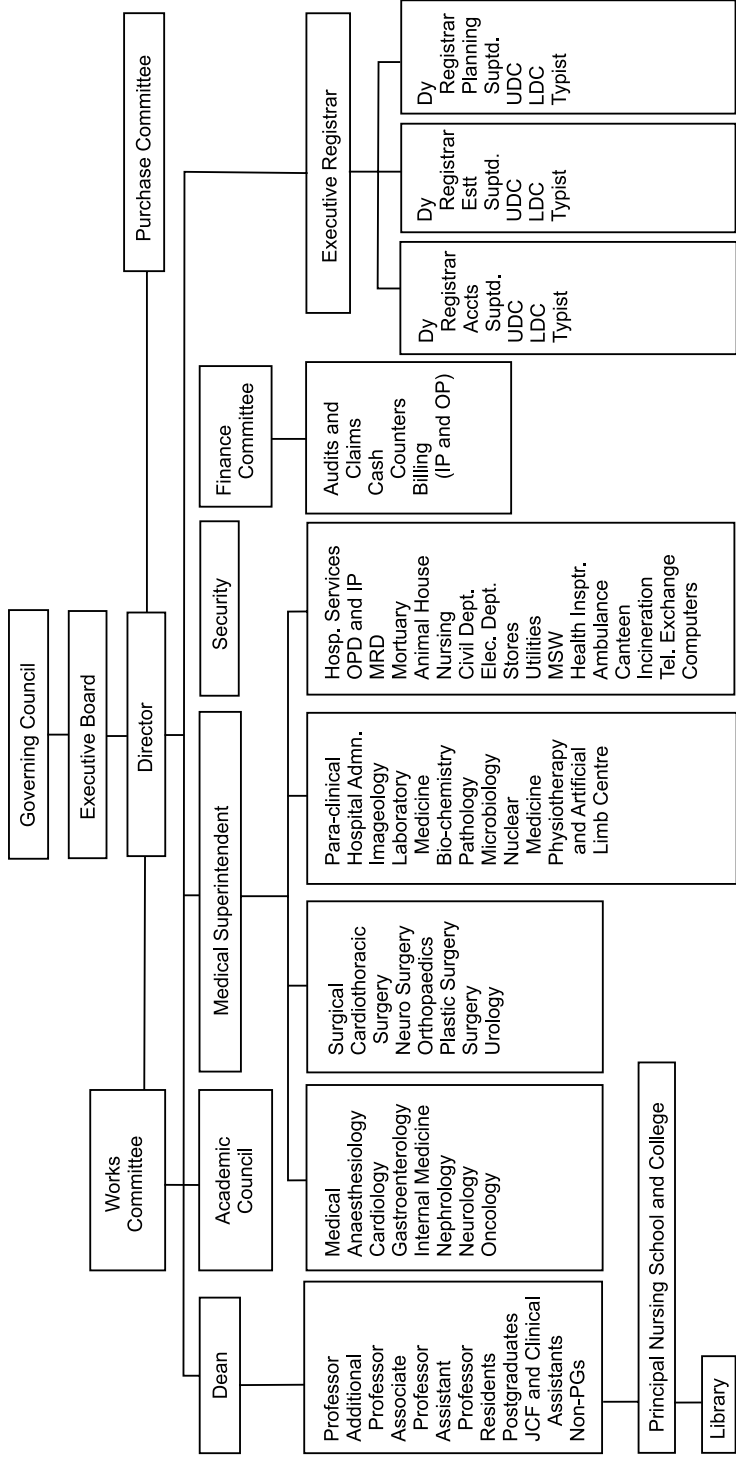 Governing Council
Executive Board
Director
Works
Committee
Purchase Committee
Dean
Academic
Council
Medical Superintendent
Security
Finance
Committee
Executive Registrar
Professor
Additional
Professor
Associate
Professor
Assistant
Professor
Residents
Postgraduates
JCF and Clinical
Assistants
Non-PGs
Medical
Anaesthesiology
Cardiology
Gastroenterology
Internal Medicine
Nephrology
Neurology
Oncology
Surgical
Cardiothoracic
Surgery
Neuro Surgery
Orthopaedics
Plastic Surgery
Surgery
Urology
Para-clinical
Hospital Admn.
Imageology
Laboratory
Medicine
Bio-chemistry
Pathology
Microbiology
Nuclear
Medicine
Physiotherapy
and Artificial
Limb Centre
Hosp. Services
OPD and IP
MRD
Mortuary
Animal House
Nursing
Civil Dept.
Elec. Dept.
Stores
Utilities
MSW
Health Insptr.
Ambulance
Canteen
Incineration
Tel. Exchange
Computers
Audits and
Claims
Cash
Counters
Billing
(IP and OP)
Dy
Registrar
Accts
Suptd.
UDC
LDC
Typist
Dy
Registrar
Estt
Suptd.
UDC
LDC
Typist
Dy
Registrar
Planning
Suptd.
UDC
LDC
Typist
Principal Nursing School and College
Library